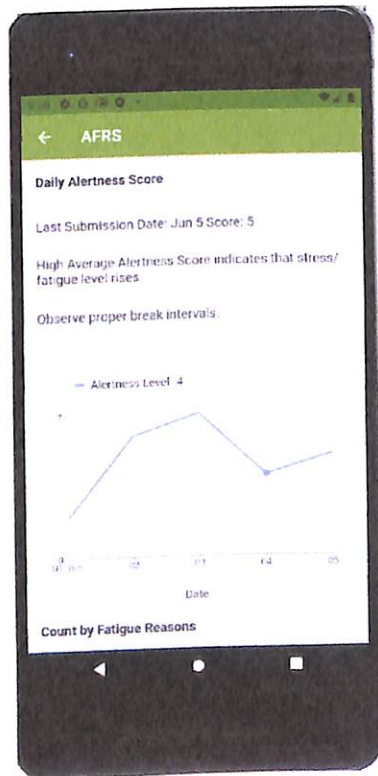 AFRS
Daily Alertness Score
Last Submission Date: Jun 5 Score: 5
High Average Alertness Score indicates that stress/
fatigue level rises
Observe proper break intervals.
Alertness Level 4
02
03
04
05
Date
Count by Fatigue Reasons